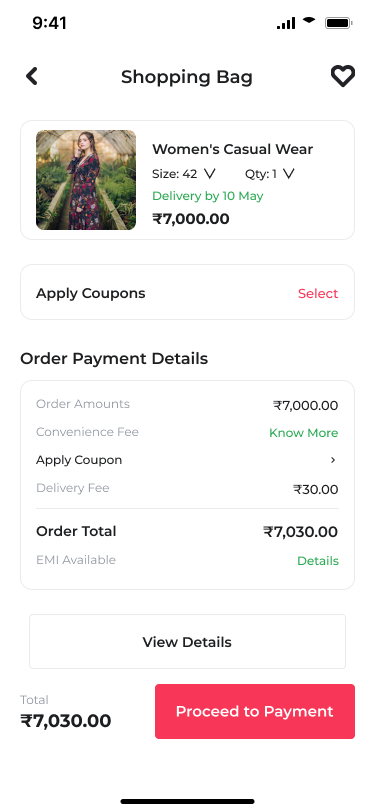 9:41
Shopping Bag
Women's Casual Wear
Size: 42 Qty: 1
Delivery by 10 May
₹7,000.00
Apply Coupons Select
Order Payment Details
Order Amounts ₹7,000.00
Convenience Fee Know More
Apply Coupon
Delivery Fee ₹30.00
Order Total ₹7,030.00
EMI Available Details
View Details
Total
₹7,030.00
Proceed to Payment